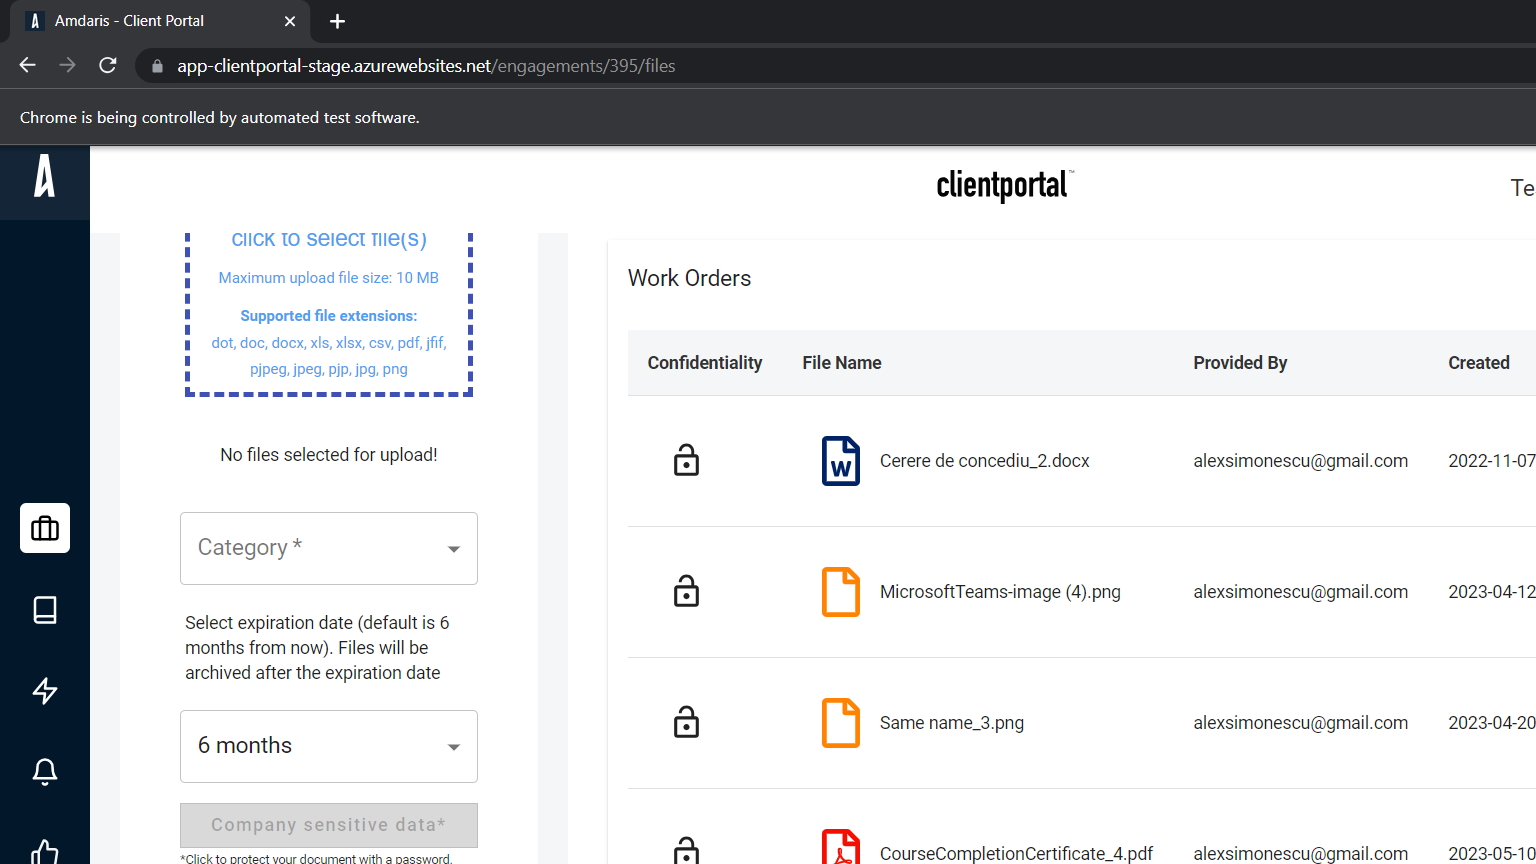 Amdaris - Client Portal
app-clientportal-stage.azurewebsites.net/engagements/395/files
Chrome is being controlled by automated test software.
clientportal™
Te
click to select file(s)
Maximum upload file size: 10 MB
Supported file extensions:
dot, doc, docx, xls, xlsx, csv, pdf, jfif,
pjpeg, jpeg, pjp, jpg, png
No files selected for upload!
Category *
Select expiration date (default is 6
months from now). Files will be
archived after the expiration date
6 months
Company sensitive data*
*Click to protect your document with a password.
Work Orders
Confidentiality File Name Provided By Created
Cerere de concediu_2.docx alexsimonescu@gmail.com 2022-11-07
MicrosoftTeams-image (4).png alexsimonescu@gmail.com 2023-04-12
Same name_3.png alexsimonescu@gmail.com 2023-04-20
CourseCompletionCertificate_4.pdf alexsimonescu@gmail.com 2023-05-10